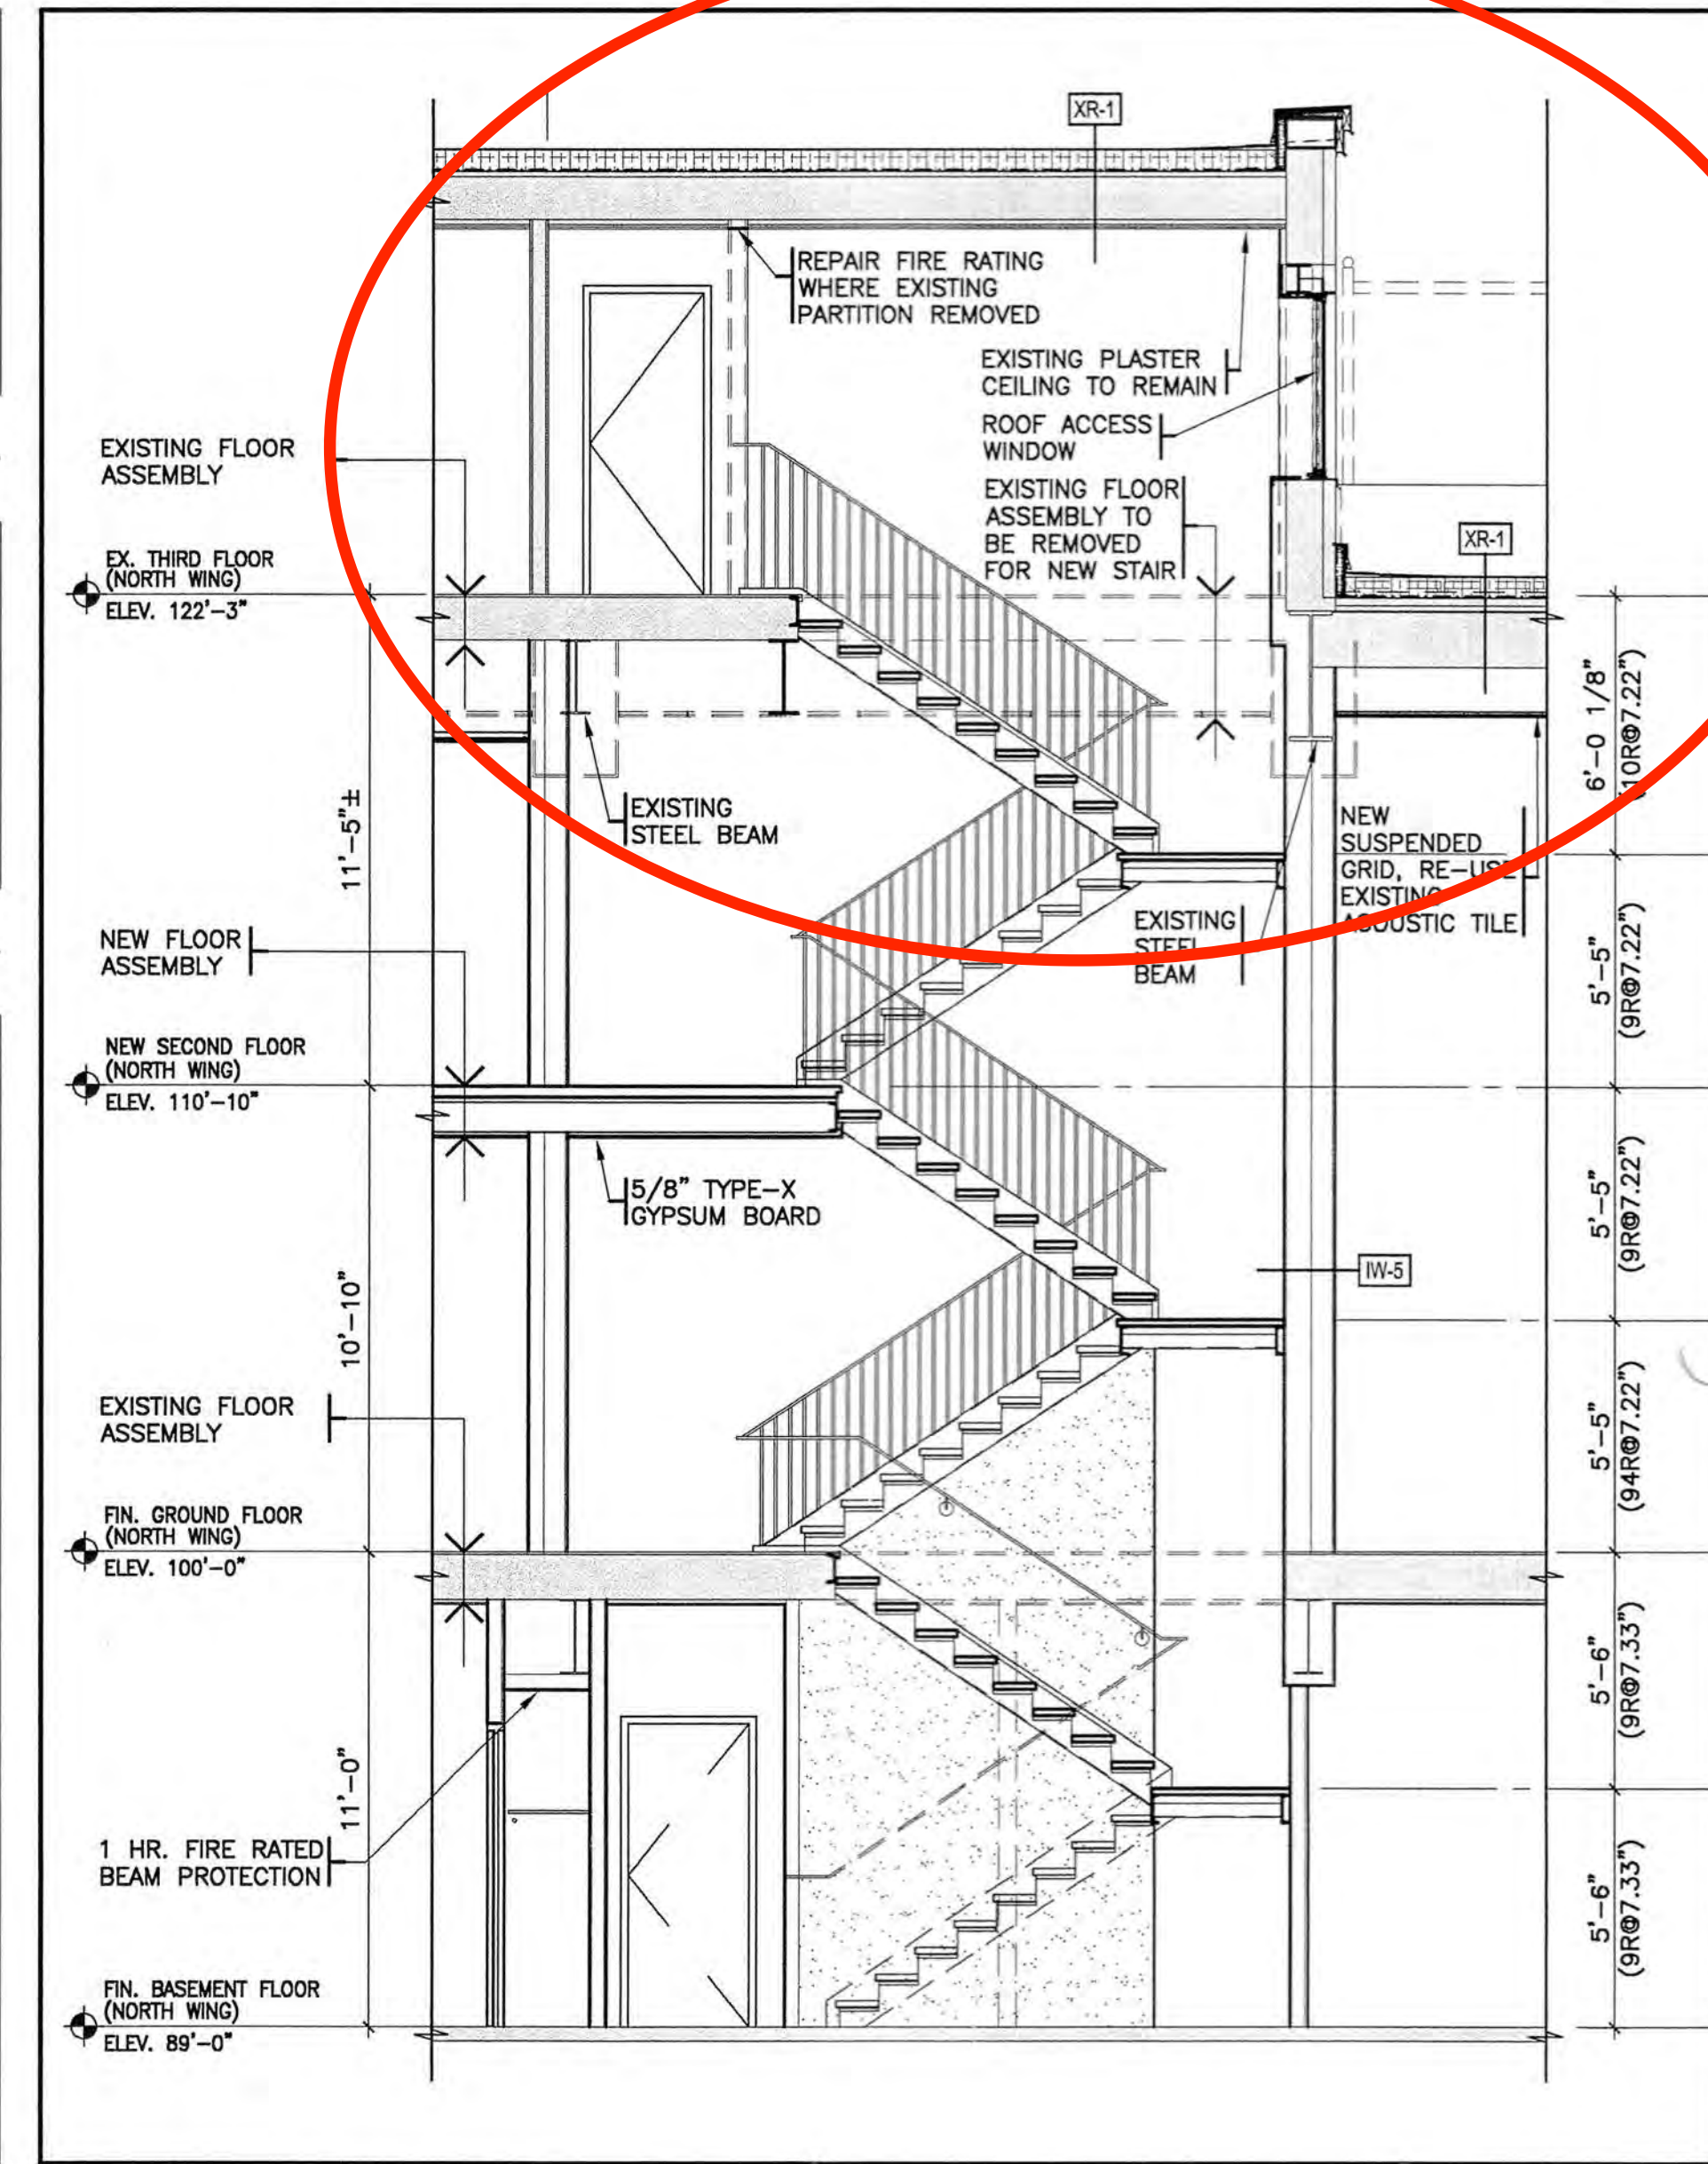 XR-1
REPAIR FIRE RATING
WHERE EXISTING
PARTITION REMOVED
EXISTING PLASTER
CEILING TO REMAIN
ROOF ACCESS
WINDOW
EXISTING FLOOR
ASSEMBLY TO
BE REMOVED
FOR NEW STAIR
EXISTING FLOOR
ASSEMBLY
EX. THIRD FLOOR
(NORTH WING)
ELEV. 122'-3"
XR-1
6'-0 1/8"
(10R@7.22")
EXISTING
STEEL BEAM
11'-5"±
NEW
SUSPENDED
GRID, RE-USE
EXISTING
ACOUSTIC TILE
EXISTING
STEEL
BEAM
NEW FLOOR
ASSEMBLY
5'-5"
(9R@7.22")
NEW SECOND FLOOR
(NORTH WING)
ELEV. 110'-10"
5/8" TYPE-X
GYPSUM BOARD
5'-5"
(9R@7.22")
IW-5
10'-10"
EXISTING FLOOR
ASSEMBLY
5'-5"
(94R@7.22")
FIN. GROUND FLOOR
(NORTH WING)
ELEV. 100'-0"
5'-6"
(9R@7.33")
11'-0"
1 HR. FIRE RATED
BEAM PROTECTION
5'-6"
(9R@7.33")
FIN. BASEMENT FLOOR
(NORTH WING)
ELEV. 89'-0"